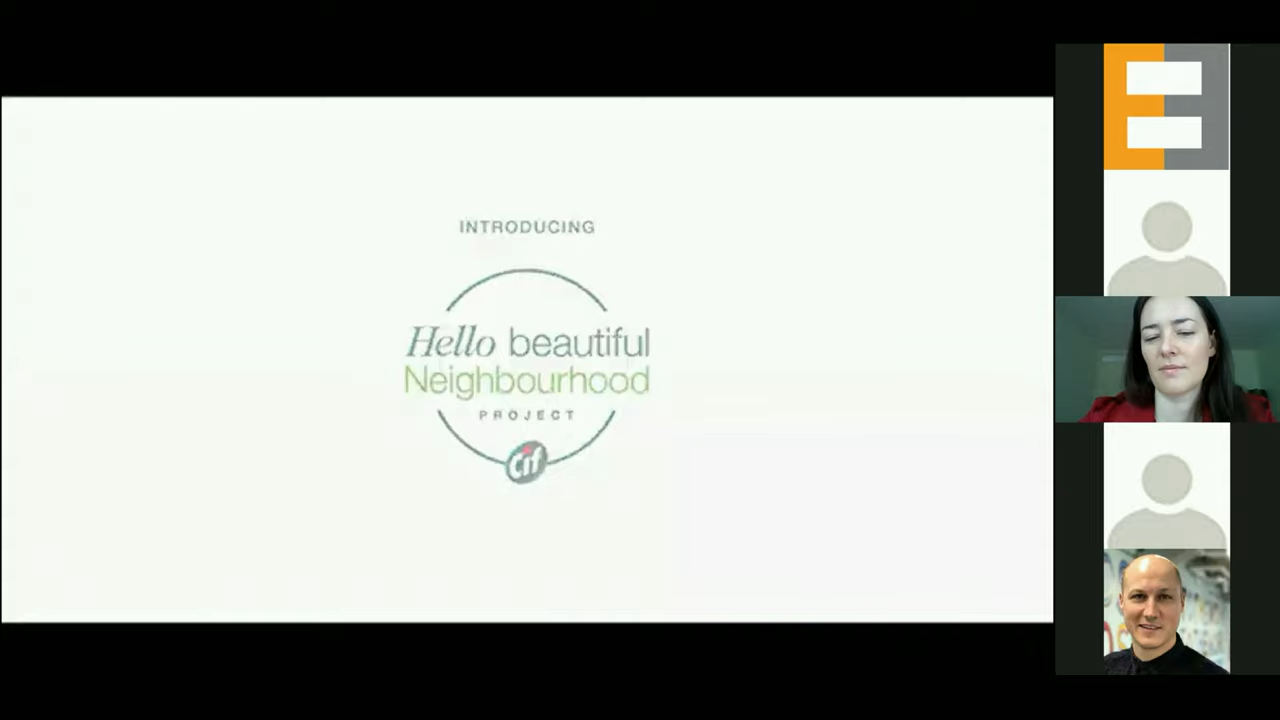 INTRODUCING
Hello beautiful
Neighbourhood
PROJECT
Cif